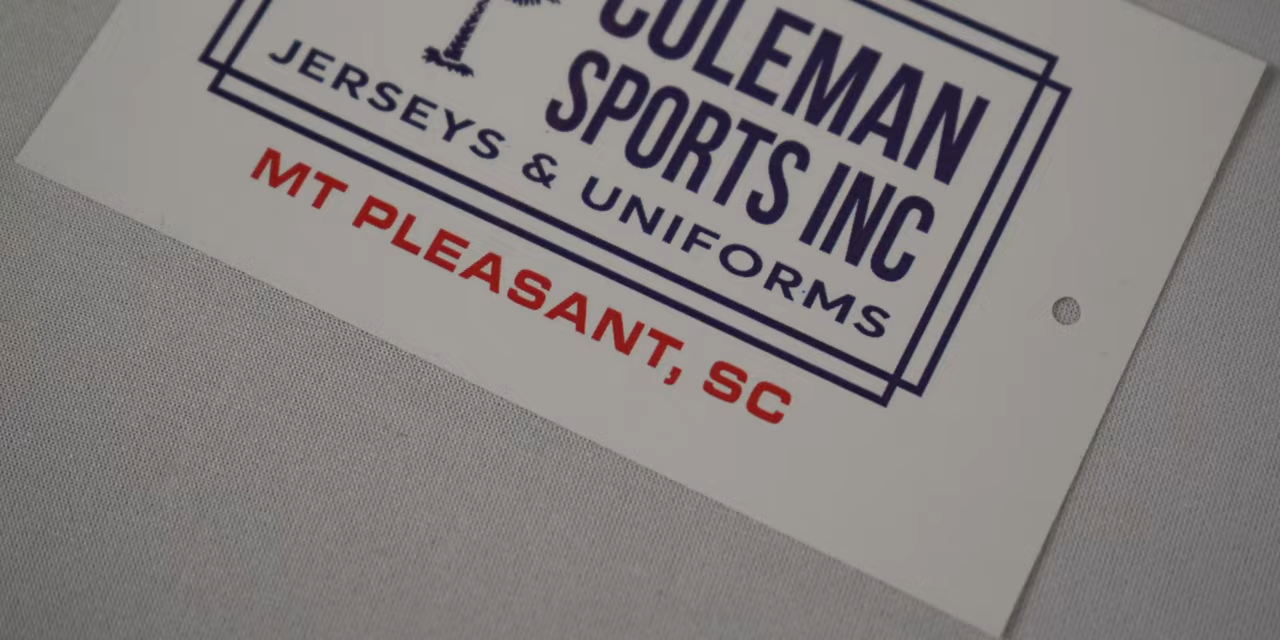 COLEMAN
SPORTS INC
JERSEYS & UNIFORMS
MT PLEASANT, SC